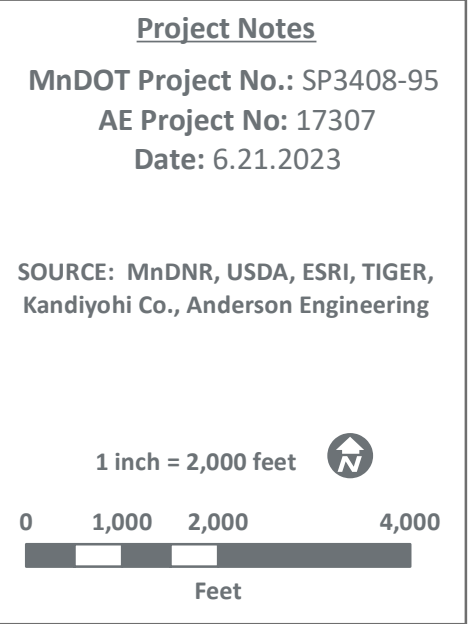 Project Notes
MnDOT Project No.: SP3408-95
AE Project No: 17307
Date: 6.21.2023
SOURCE: MnDNR, USDA, ESRI, TIGER,
Kandiyohi Co., Anderson Engineering
1 inch = 2,000 feet N
0 1,000 2,000 4,000
Feet